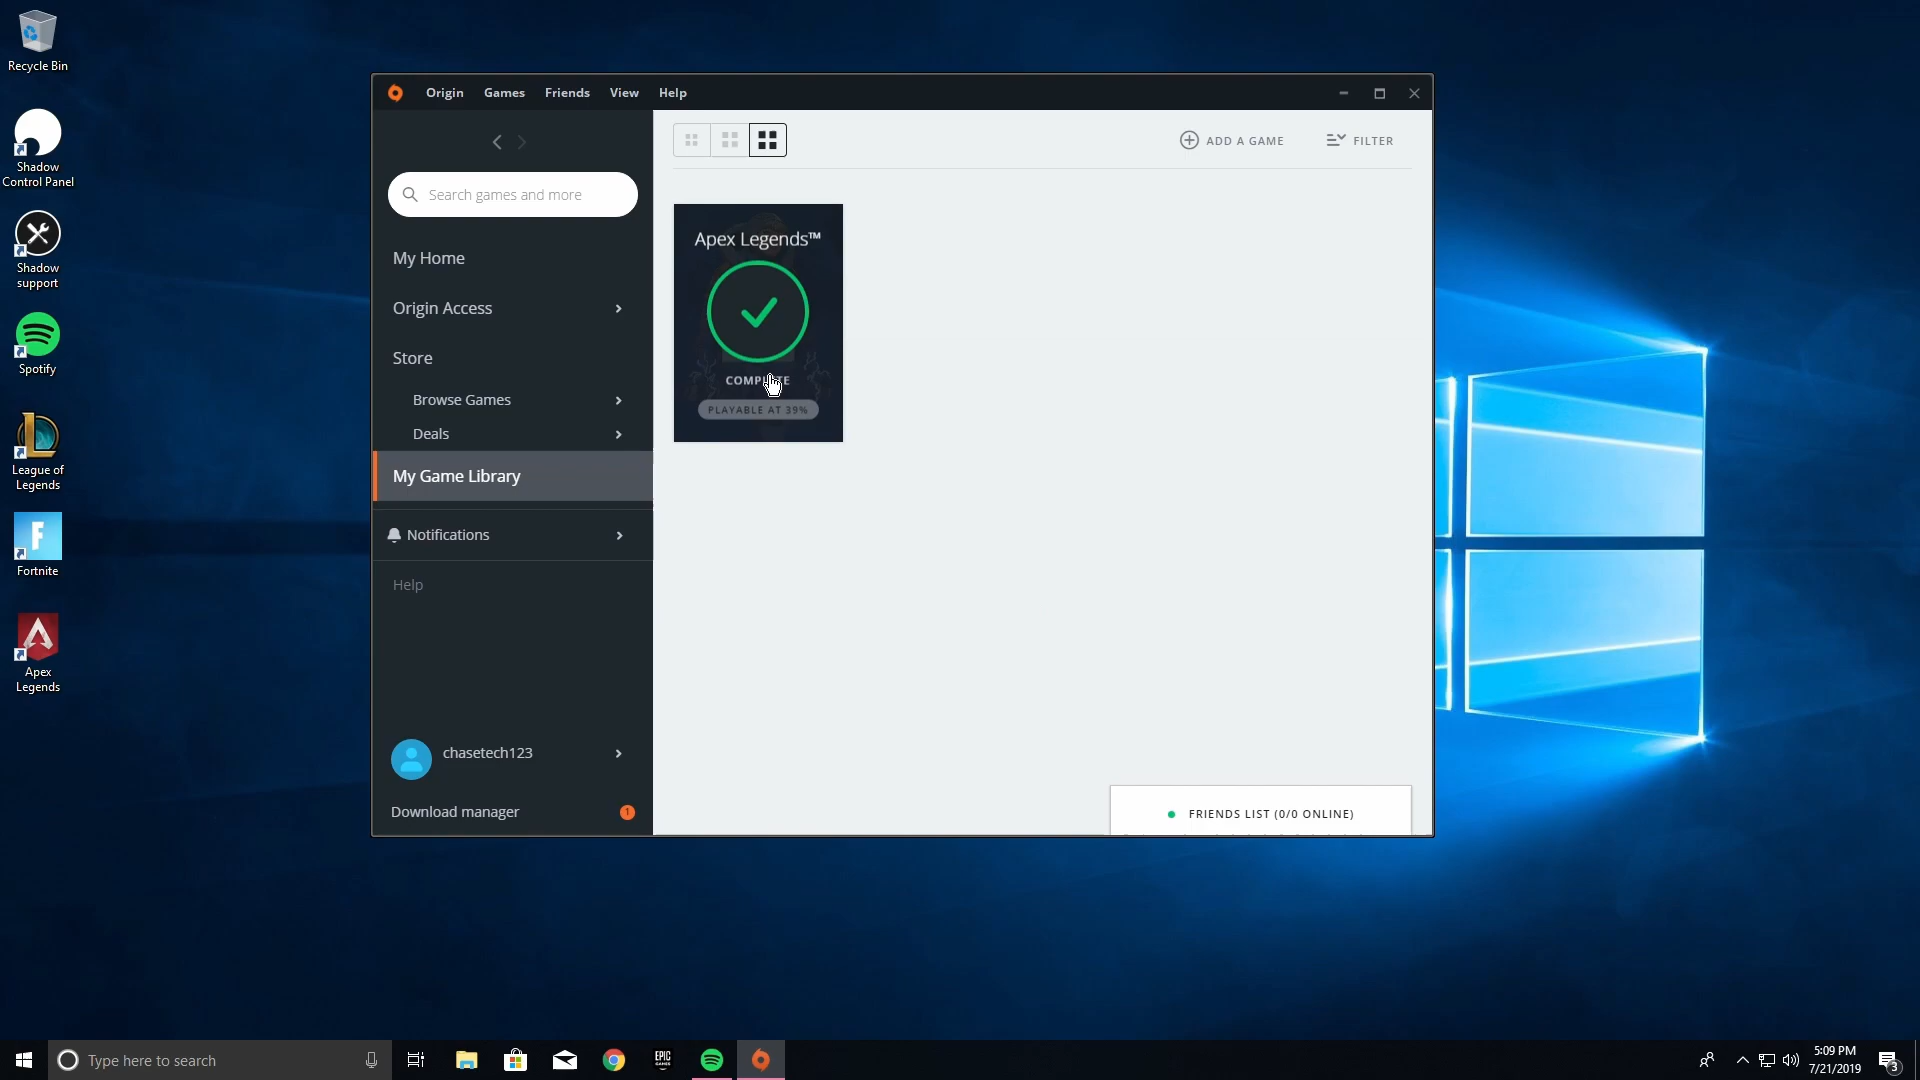 Recycle Bin
Shadow
Control Panel
Shadow
support
Spotify
League of
Legends
F
Fortnite
Apex
Legends
Origin
Games
Friends
View
Help
Search games and more
My Home
Origin Access
Store
Browse Games
Deals
My Game Library
Notifications
Help
chasetech123
Download manager
1
ADD A GAME
FILTER
Apex Legends™
COMPLETE
PLAYABLE AT 39%
FRIENDS LIST (0/0 ONLINE)
Type here to search
EPIC
GAMES
5:09 PM
7/21/2019
3